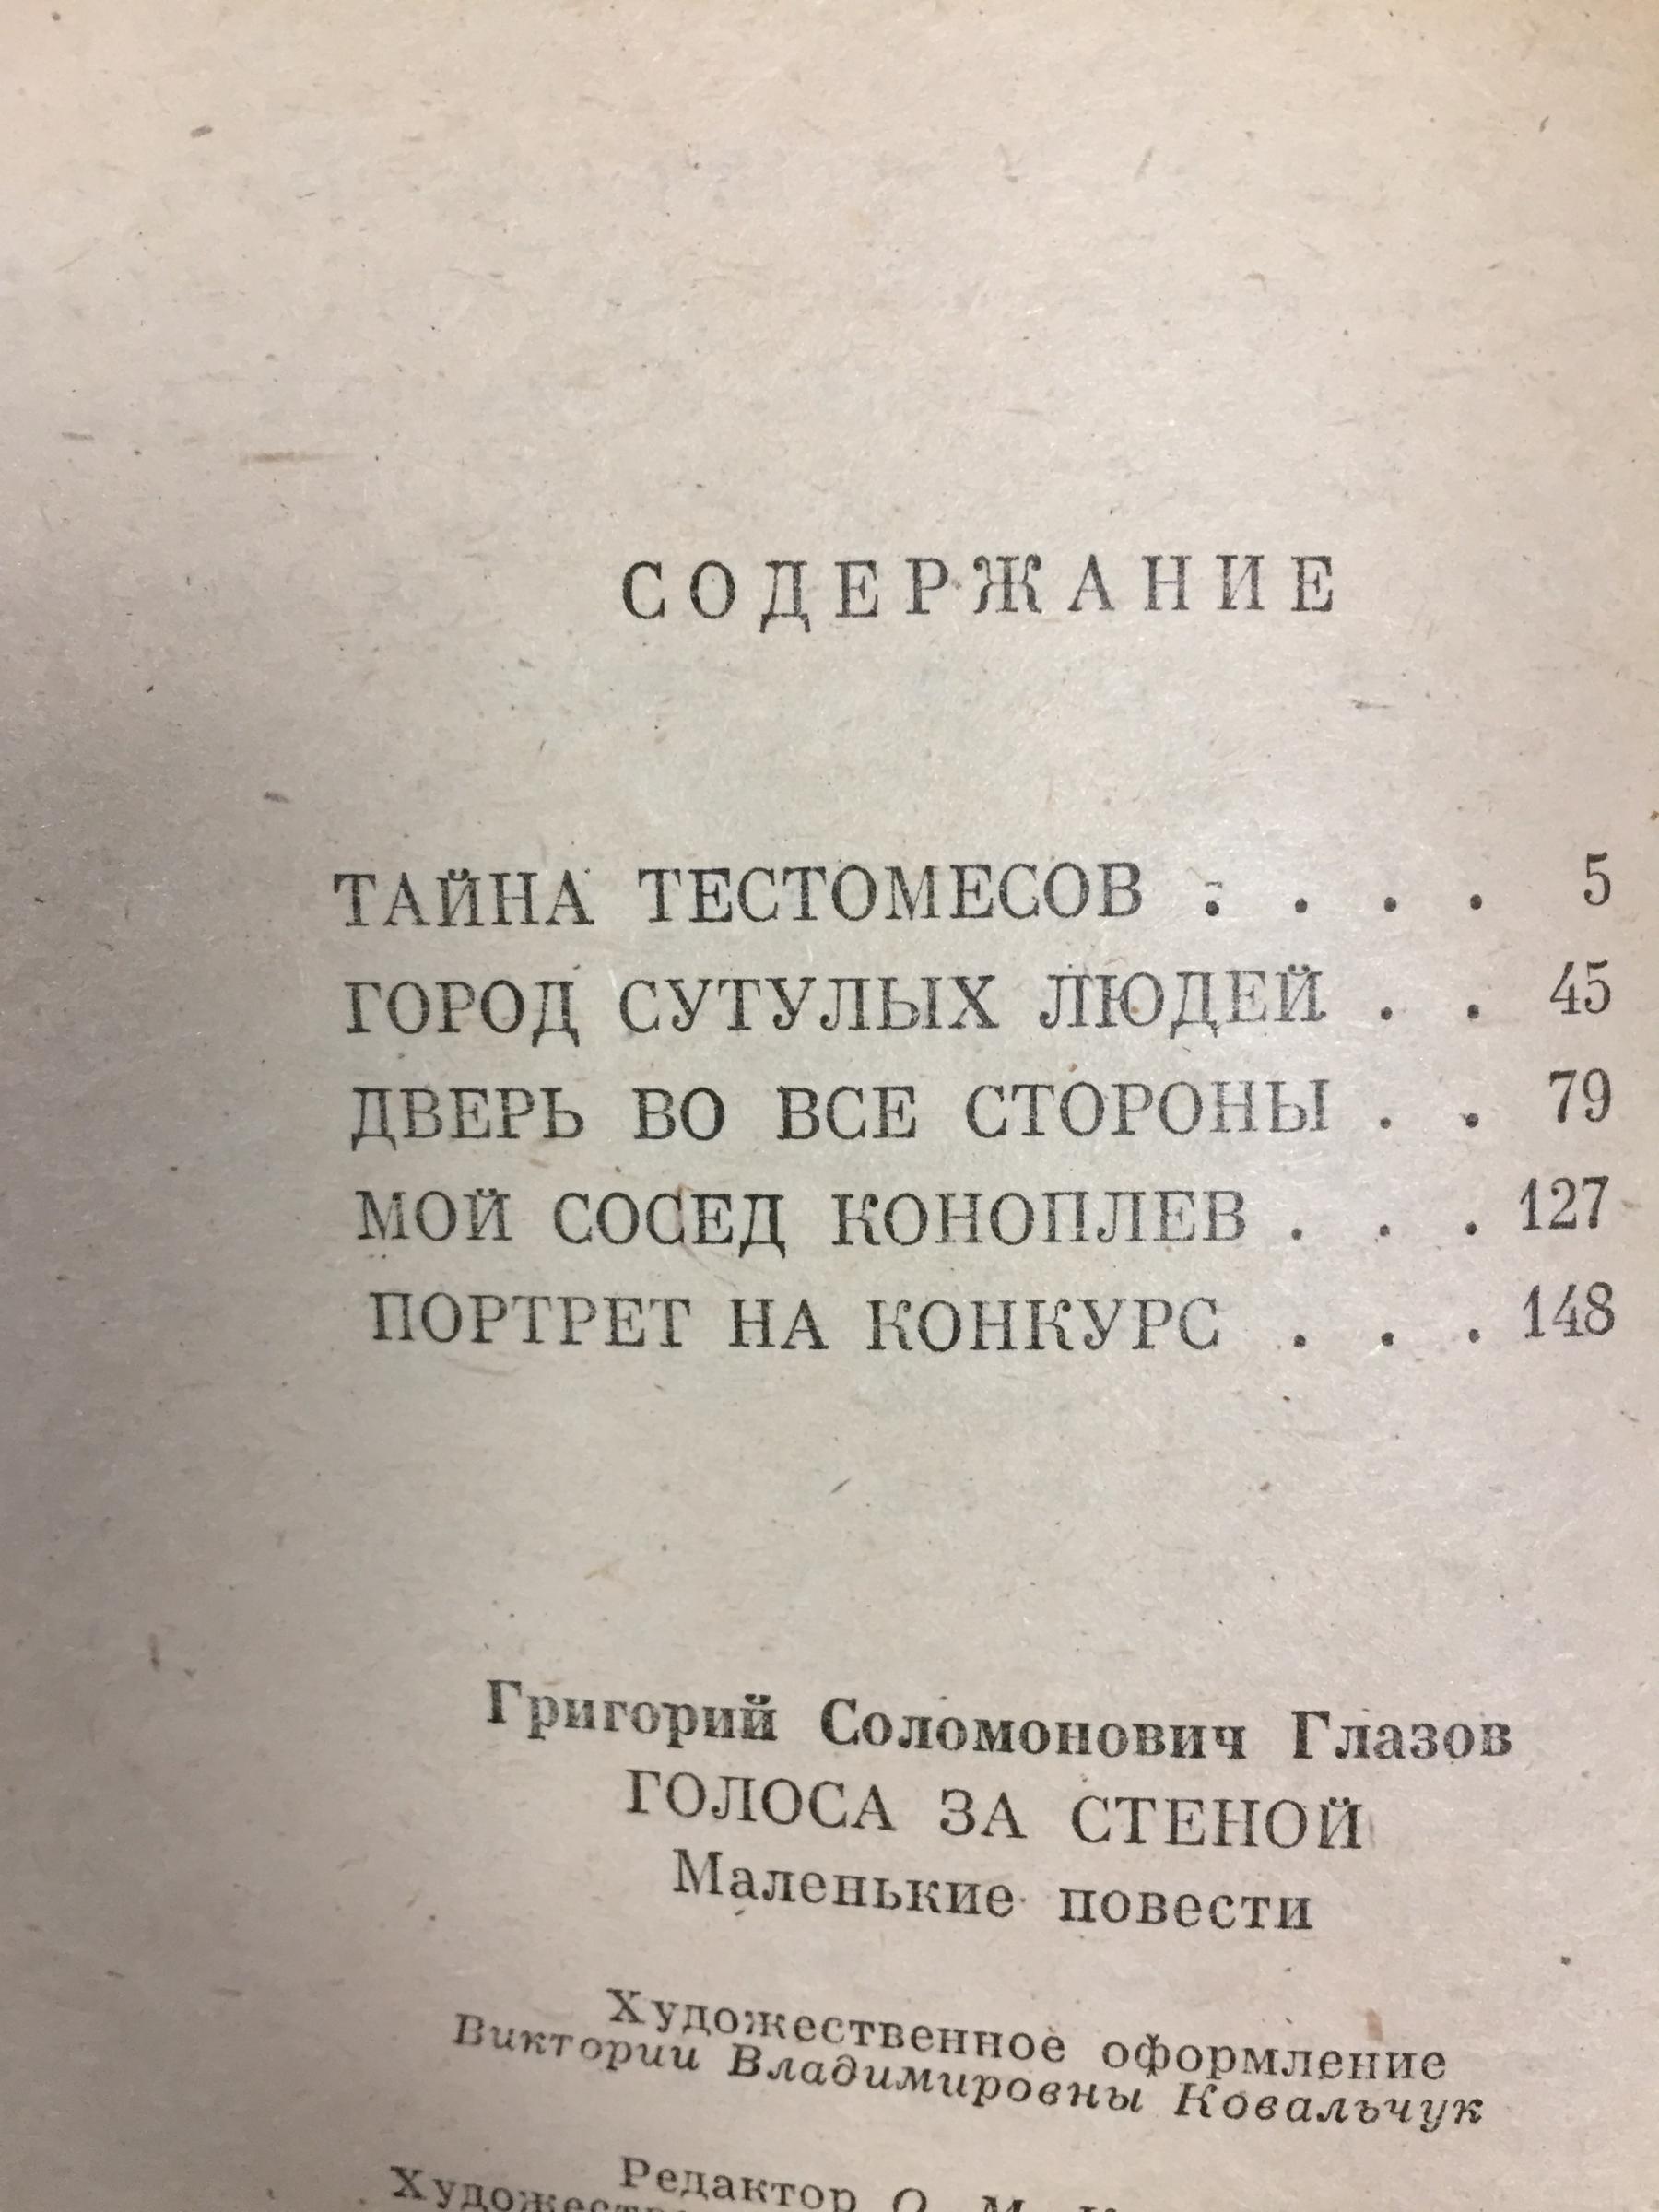 СОДЕРЖАНИЕ
ТАЙНА ТЕСТОМЕСОВ . . . . 5
ГОРОД СУТУЛЫХ ЛЮДЕЙ . . 45
ДВЕРЬ ВО ВСЕ СТОРОНЫ . . 79
МОЙ СОСЕД КОНОПЛЕВ . . . 127
ПОРТРЕТ НА КОНКУРС . . . 148
Григорий Соломонович Глазов
ГОЛОСА ЗА СТЕНОЙ
Маленькие повести
Художественное оформление
Виктории Владимировны Ковальчук
Редактор О. М.